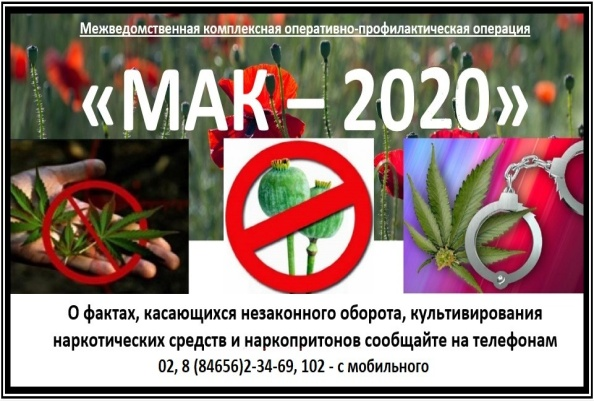 Межведомственная комплексная оперативно-профилактическая операция
«МАК – 2020»
О фактах, касающихся незаконного оборота, культивирования
наркотических средств и наркопритонов сообщайте на телефонам
02, 8 (84656)2-34-69, 102 - с мобильного